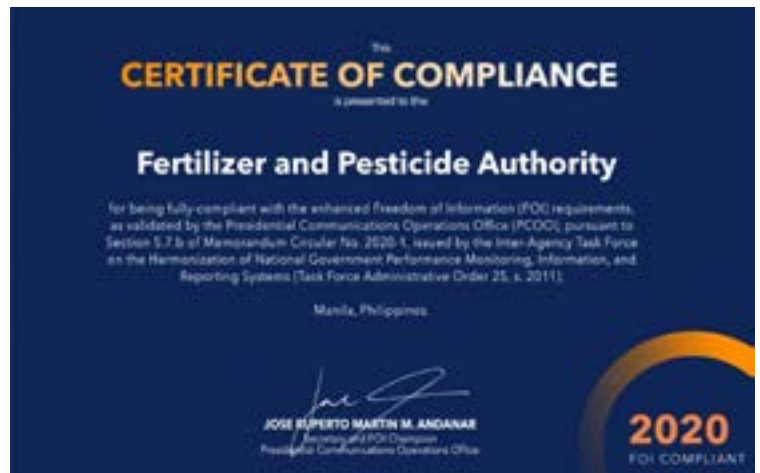 This
CERTIFICATE OF COMPLIANCE
is presented to the
Fertilizer and Pesticide Authority
for being fully-compliant with the enhanced Freedom of Information (FOI) requirements,
as validated by the Presidential Communications Operations Office (PCOO), pursuant to
Section 5.7.b of Memorandum Circular No. 2020-1, issued by the Inter-Agency Task Force
on the Harmonization of National Government Performance Monitoring, Information, and
Reporting Systems (Task Force Administrative Order 25, s. 2011).
Manila, Philippines.
JOSE RUPERTO MARTIN M. ANDANAR
Secretary and FOI Champion
Presidential Communications Operations Office
2020
FOI COMPLIANT